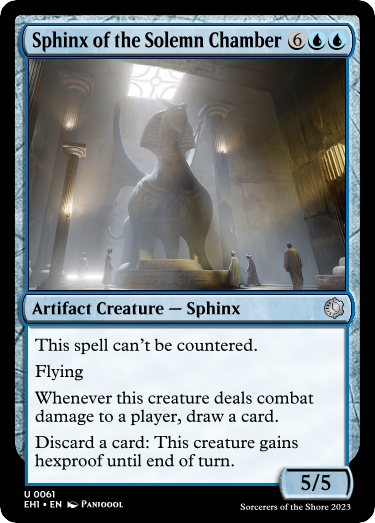 Sphinx of the Solemn Chamber 6
Artifact Creature — Sphinx
This spell can't be countered.
Flying
Whenever this creature deals combat
damage to a player, draw a card.
Discard a card: This creature gains
hexproof until end of turn.
5/5
U 0061
EH1 • EN Panjoool
Sorcerers of the Shore 2023